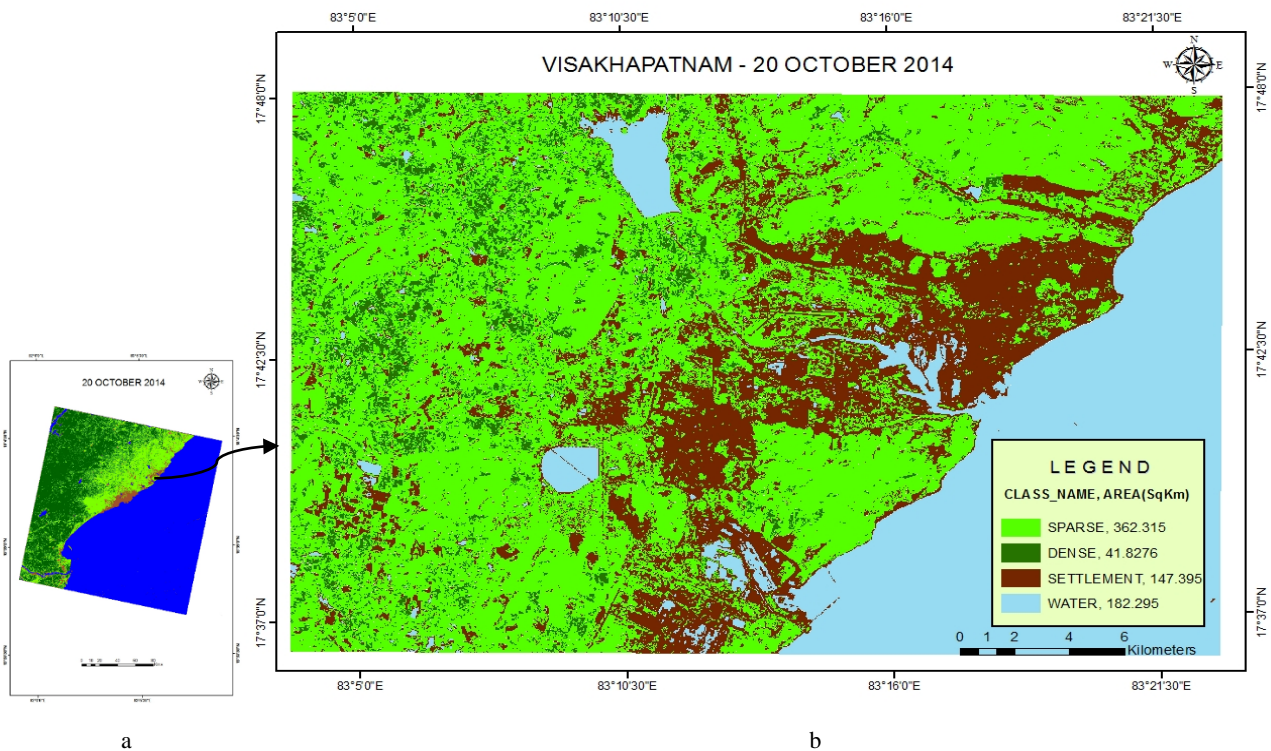 83°5'0"E 83°10'30"E 83°16'0"E 83°21'30"E
VISAKHAPATNAM - 20 OCTOBER 2014
N
W E
S
17°48'0"N
17°48'0"N
17°42'30"N
17°42'30"N
17°37'0"N
17°37'0"N
LEGEND
CLASS_NAME, AREA(SqKm)
SPARSE, 362.315
DENSE, 41.8276
SETTLEMENT, 147.395
WATER, 182.295
0 1 2 4 6
Kilometers
83°5'0"E 83°10'30"E 83°16'0"E 83°21'30"E
20 OCTOBER 2014
a
b